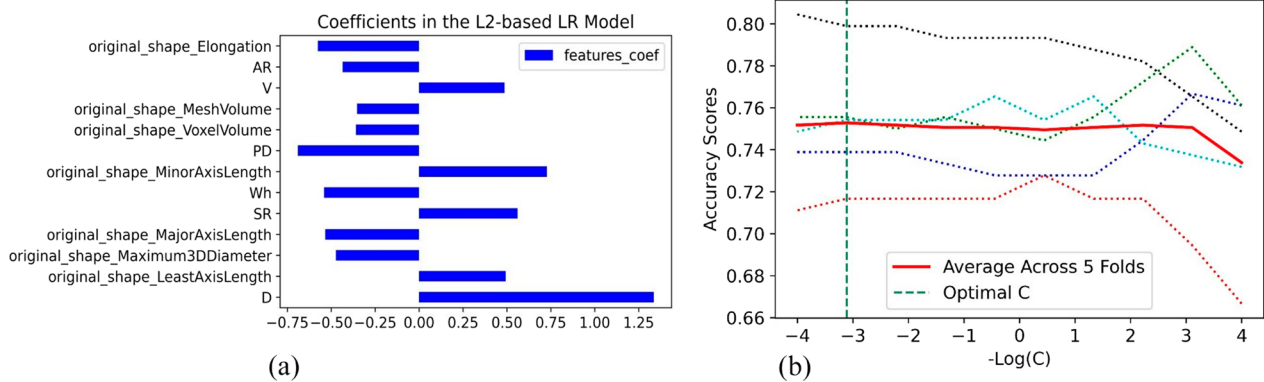 Coefficients in the L2-based LR Model
original_shape_Elongation
AR
V
original_shape_MeshVolume
original_shape_VoxelVolume
PD
original_shape_MinorAxisLength
Wh
SR
original_shape_MajorAxisLength
original_shape_Maximum3DDiameter
original_shape_LeastAxisLength
D
features_coef
−0.75 −0.50 −0.25 0.00 0.25 0.50 0.75 1.00 1.25
(a)
Accuracy Scores
0.80
0.78
0.76
0.74
0.72
0.70
0.68
0.66
Average Across 5 Folds
Optimal C
−4 −3 −2 −1 0 1 2 3 4
-Log(C)
(b)